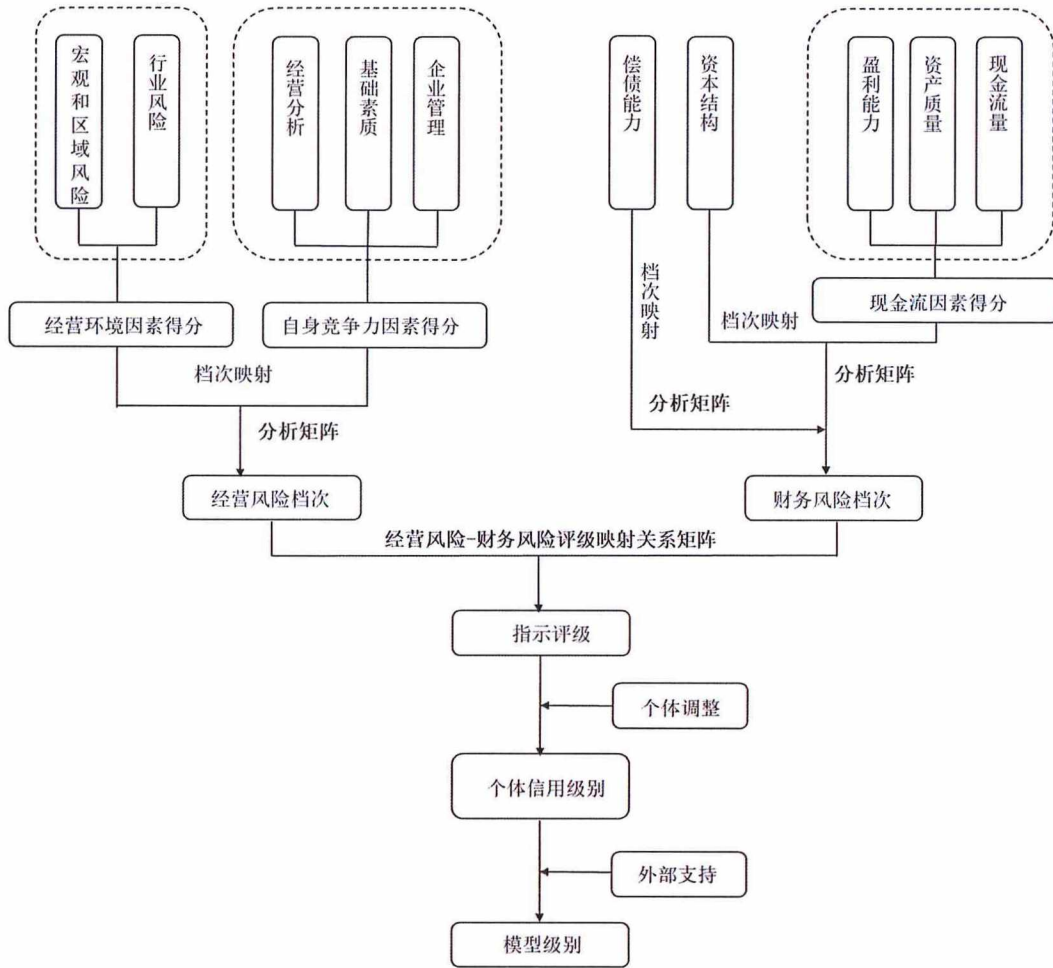 宏观和区域风险
行业风险
经营分析
基础素质
企业管理
偿债能力
资本结构
盈利能力
资产质量
现金流量
经营环境因素得分
自身竞争力因素得分
档次映射
档次映射
现金流因素得分
档次映射
分析矩阵
分析矩阵
分析矩阵
经营风险档次
财务风险档次
经营风险-财务风险评级映射关系矩阵
指示评级
个体调整
个体信用级别
外部支持
模型级别